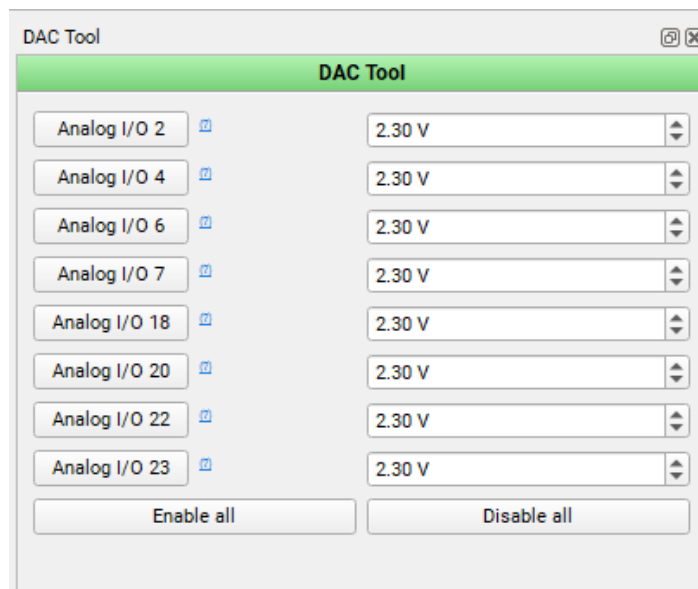 DAC Tool
DAC Tool
Analog I/O 2 [?] 2.30 V
Analog I/O 4 [?] 2.30 V
Analog I/O 6 [?] 2.30 V
Analog I/O 7 [?] 2.30 V
Analog I/O 18 [?] 2.30 V
Analog I/O 20 [?] 2.30 V
Analog I/O 22 [?] 2.30 V
Analog I/O 23 [?] 2.30 V
Enable all Disable all